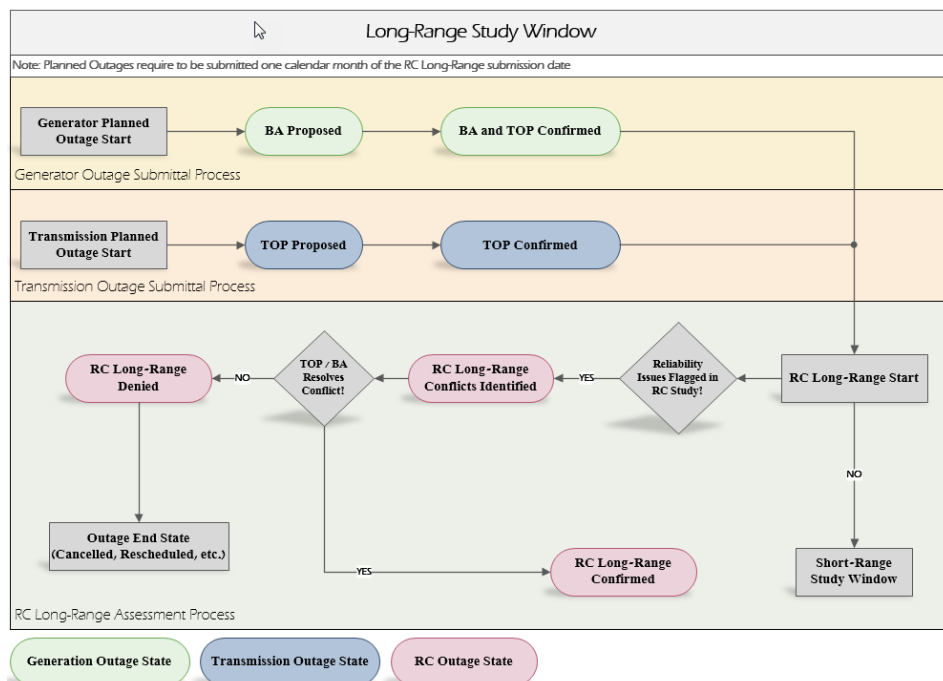 Long-Range Study Window
Note: Planned Outages require to be submitted one calendar month of the RC Long-Range submission date
Generator Planned
Outage Start
BA Proposed
BA and TOP Confirmed
Generator Outage Submittal Process
Transmission Planned
Outage Start
TOP Proposed
TOP Confirmed
Transmission Outage Submittal Process
RC Long-Range
Denied
NO
TOP / BA
Resolves
Conflict!
RC Long-Range
Conflicts Identified
YES
Reliability
Issues Flagged in
RC Study!
RC Long-Range Start
NO
Outage End State
(Cancelled, Rescheduled, etc.)
YES
RC Long-Range
Confirmed
Short-Range
Study Window
RC Long-Range Assessment Process
Generation Outage State
Transmission Outage State
RC Outage State